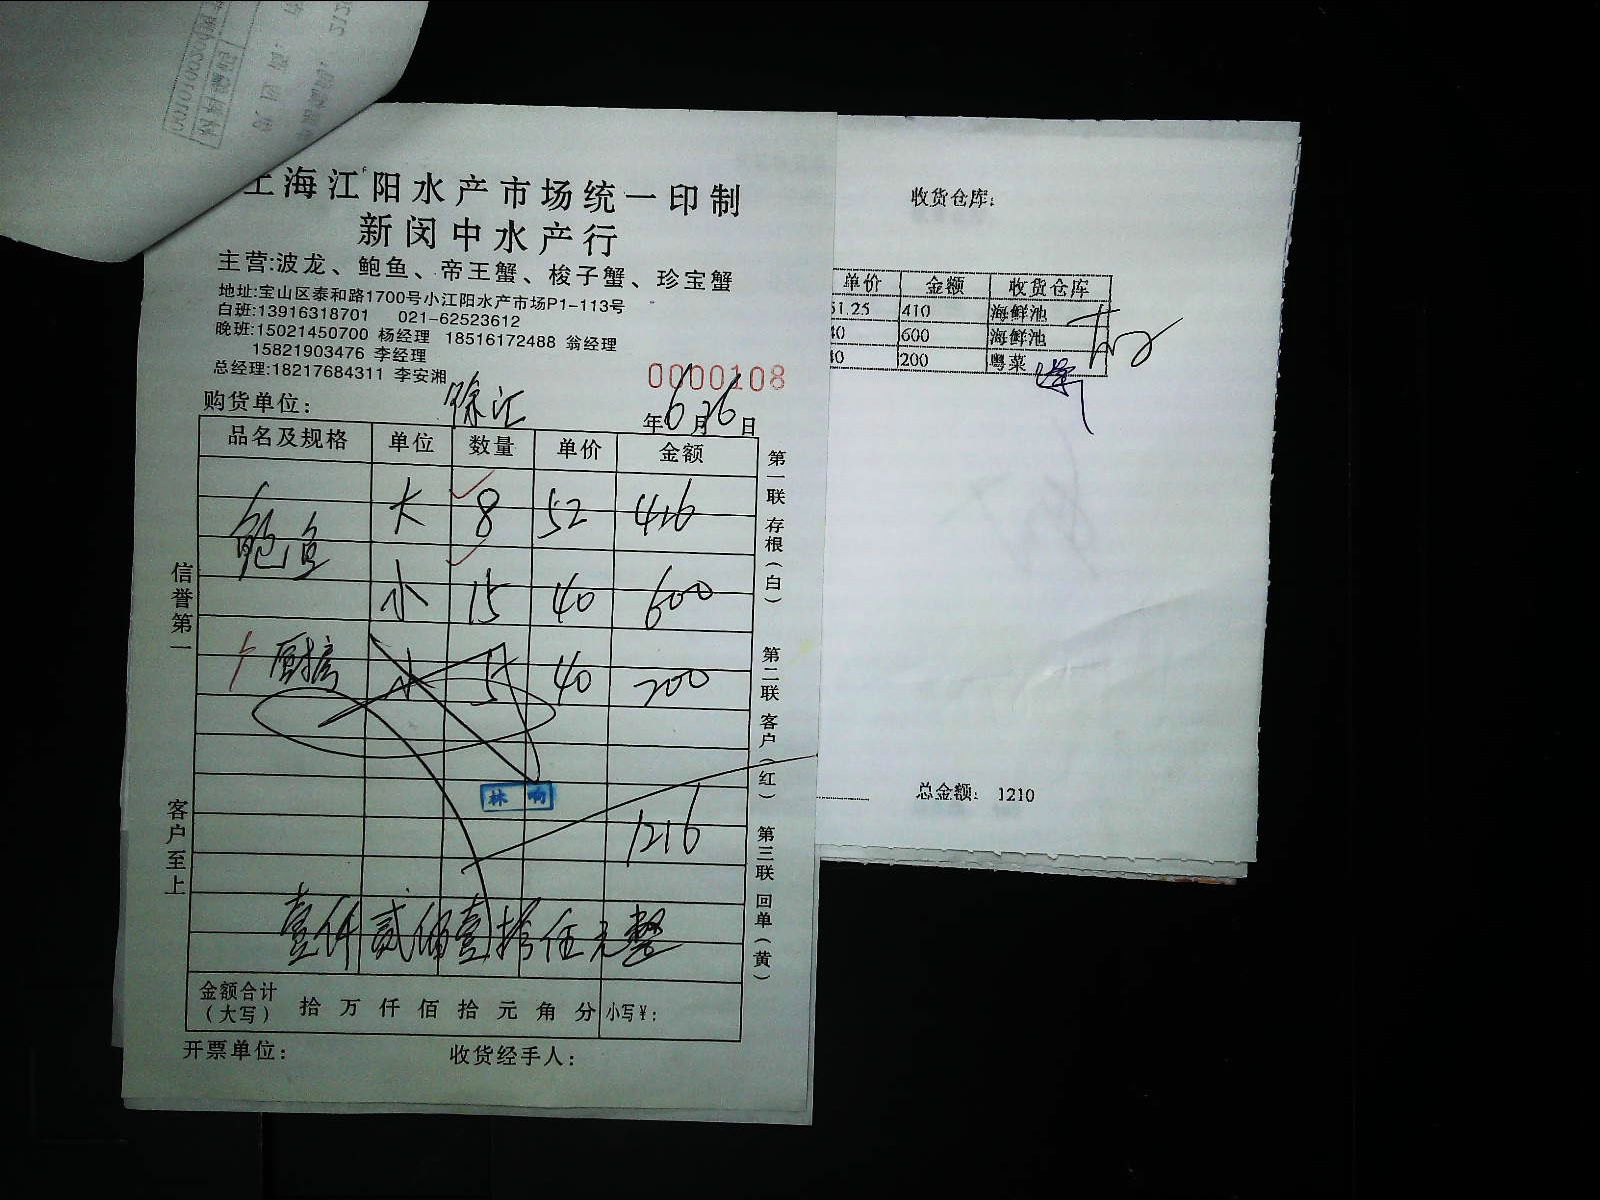 上海江阳水产市场统一印制
新闵中水产行
主营:波龙、鲍鱼、帝王蟹、梭子蟹、珍宝蟹
地址:宝山区泰和路1700号小江阳水产市场P1-113号
白班:13916318701 021-62523612
晚班:15021450700 杨经理 18516172488 翁经理
15821903476 李经理
总经理:18217684311 李安湘
0000108
购货单位: 徐汇 年6月26日
品名及规格 单位 数量 单价 金额
鲍鱼 大 8 52 416
小 15 40 600
厨房 小 5 40 200
林响
1216
壹仟贰佰壹拾伍元整
金额合计(大写) 拾 万 仟 佰 拾 元 角 分 小写¥:
开票单位: 收货经手人:
信誉第一
客户至上
第一联存根(白)
第二联客户(红)
第三联回单(黄)
收货仓库:
单价 金额 收货仓库
51.25 410 海鲜池
40 600 海鲜池
40 200 粤菜
总金额: 1210